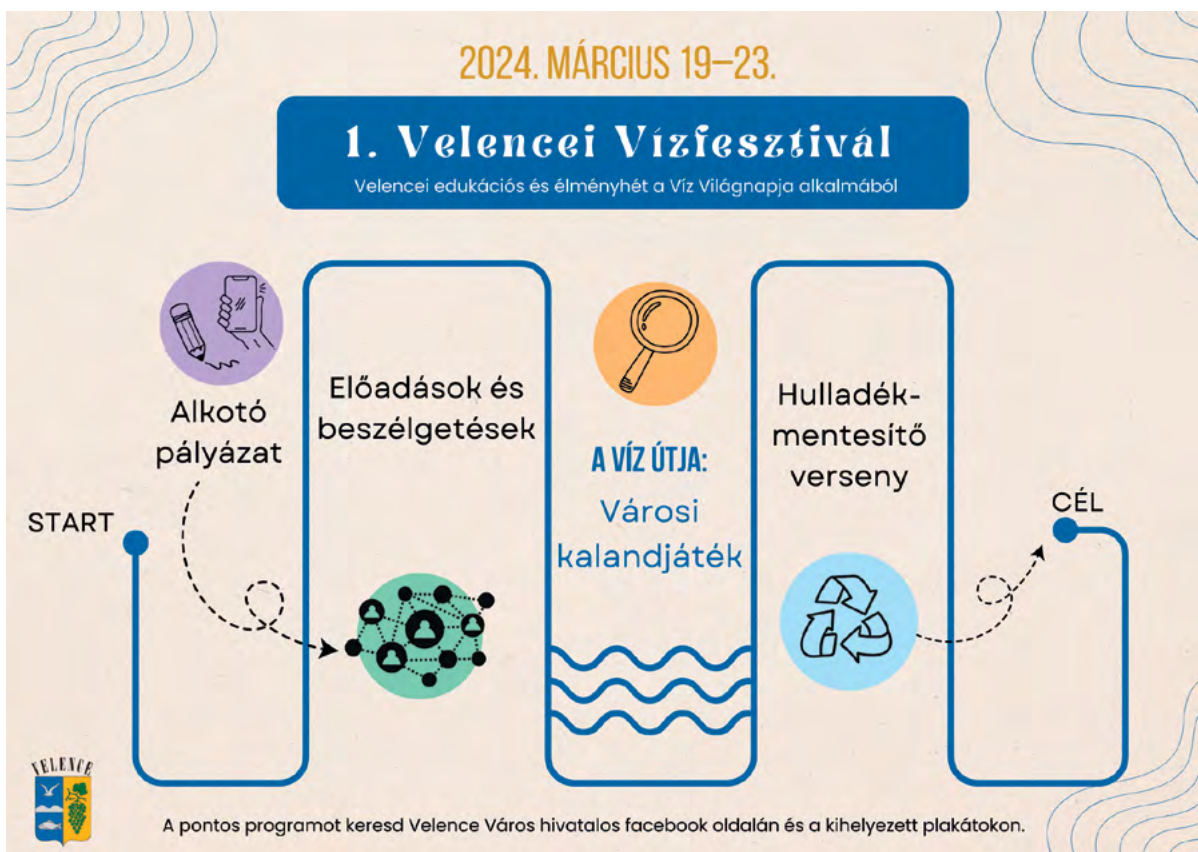 2024. MÁRCIUS 19–23.
1. Velencei Vízfesztivál
Velencei edukációs és élményhét a Víz Világnapja alkalmából
START
Alkotó
pályázat
Előadások és
beszélgetések
A VÍZ ÚTJA:
Városi
kalandjáték
Hulladék-
mentesítő
verseny
CÉL
VELENCE
A pontos programot keresd Velence Város hivatalos facebook oldalán és a kihelyezett plakátokon.